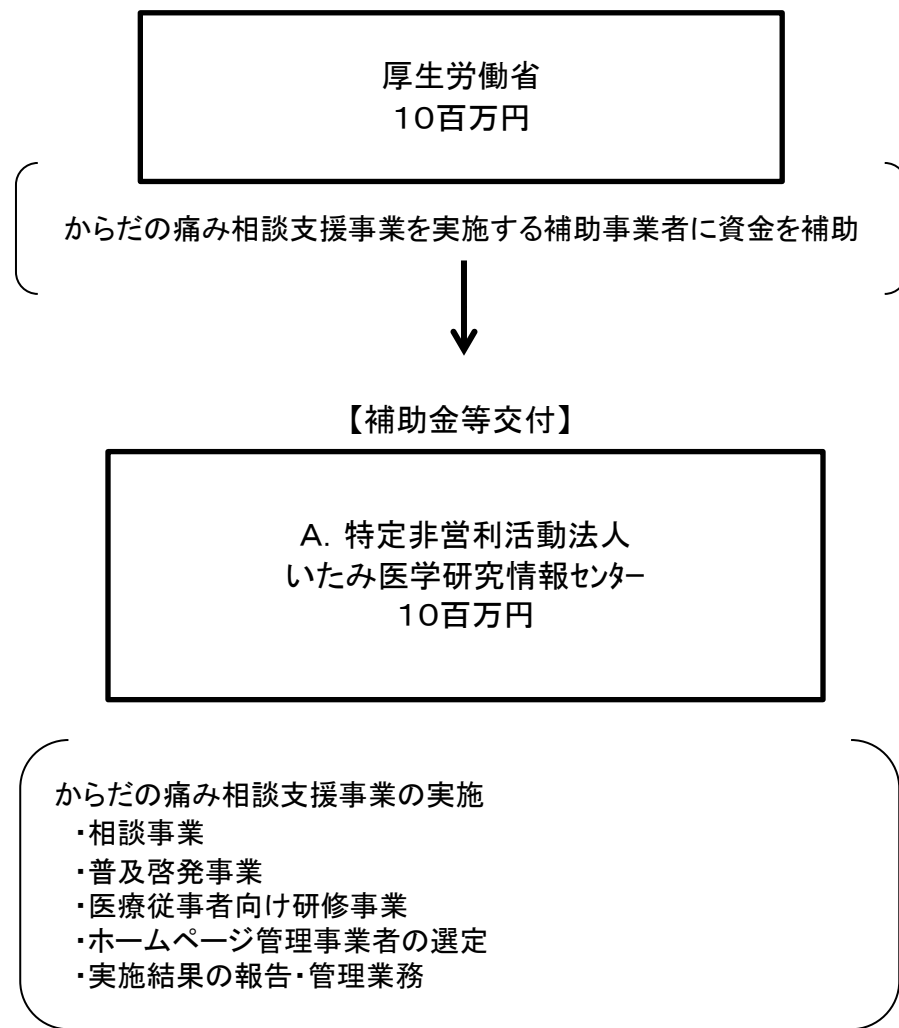 厚生労働省
１０百万円
からだの痛み相談支援事業を実施する補助事業者に資金を補助
【補助金等交付】
A．特定非営利活動法人
いたみ医学研究情報ｾﾝﾀｰ
１０百万円
からだの痛み相談支援事業の実施
・相談事業
・普及啓発事業
・医療従事者向け研修事業
・ホームページ管理事業者の選定
・実施結果の報告・管理業務